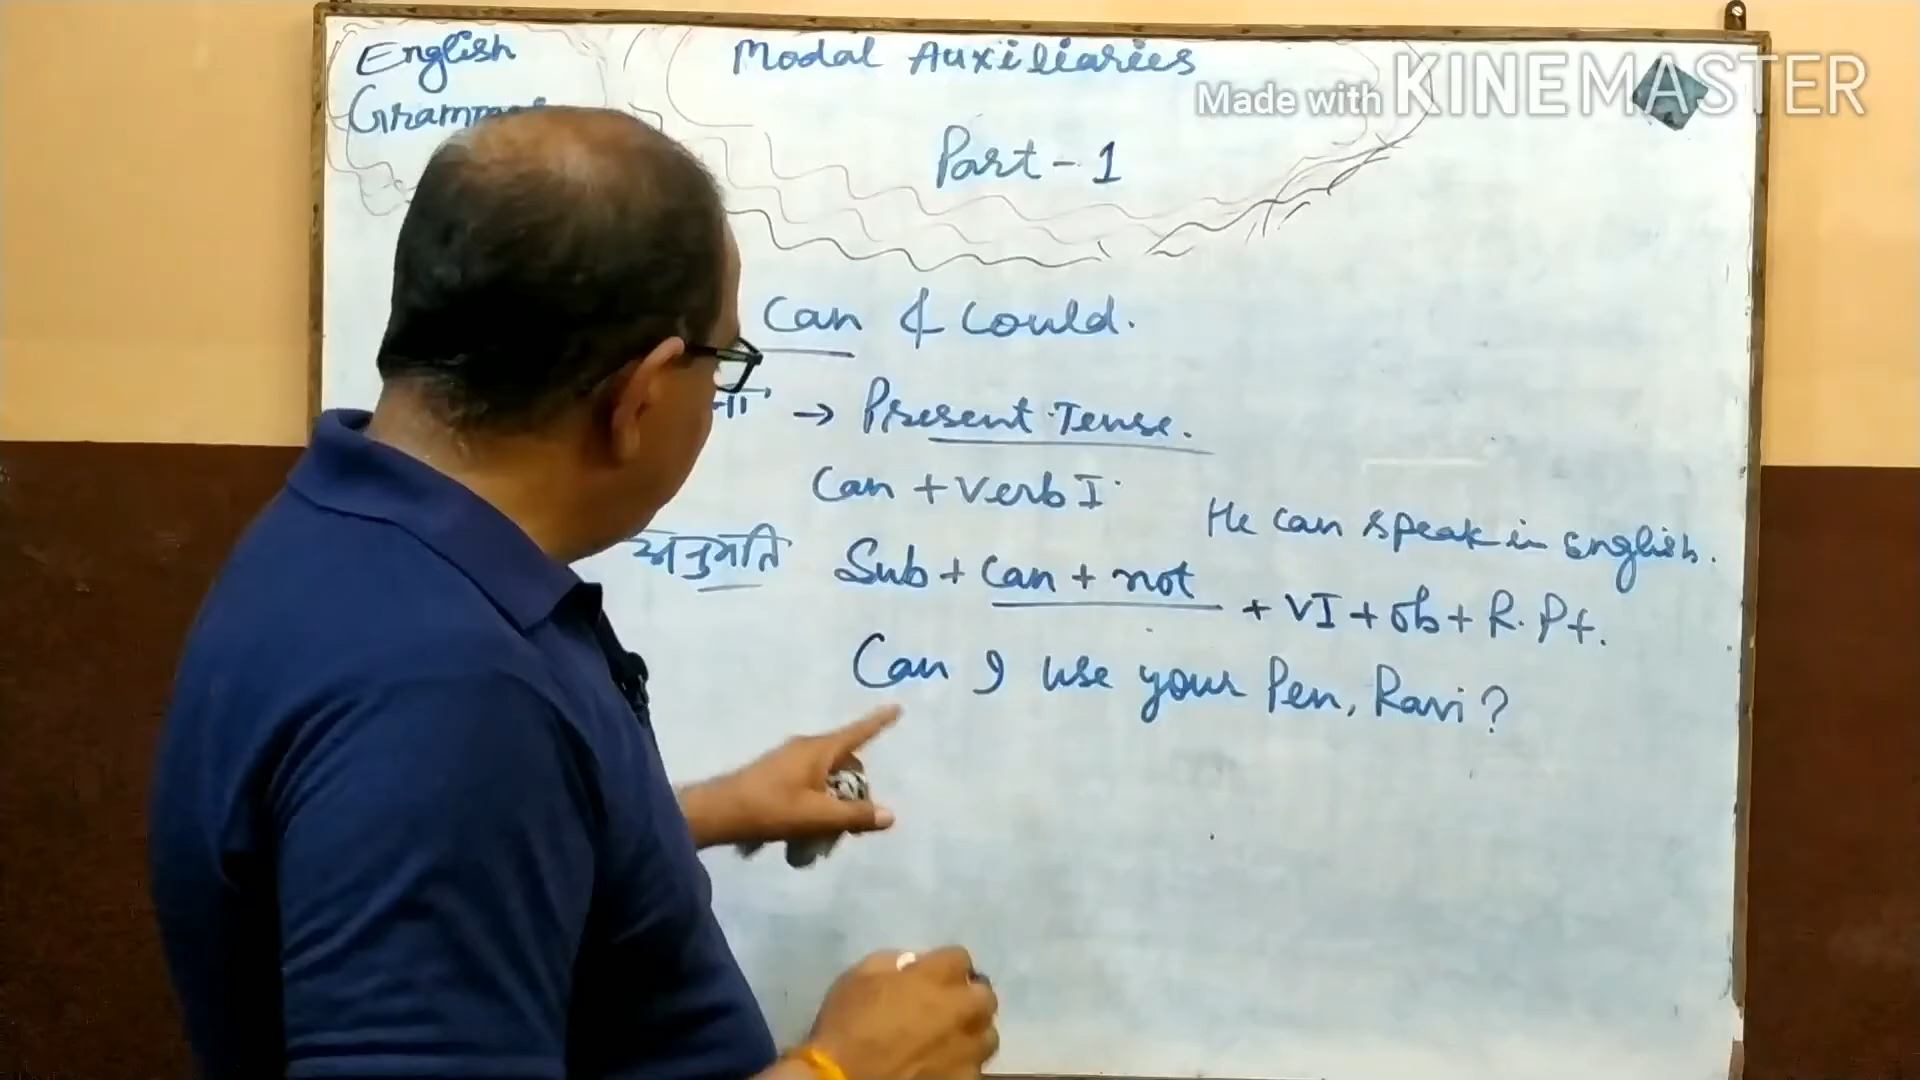 English
Modal Auxiliaries
Made with KINEMASTER
Part - 1
Can & Could.
→ Present Tense.
Can + Verb I
He can speak in english.
अनुमति
Sub + Can + not + VI + ob + R. Pt.
Can I use your Pen, Ravi?